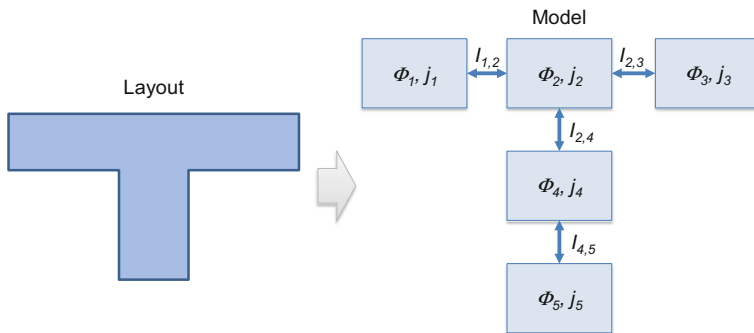 Model
Layout
Φ1, j1
I1,2
Φ2, j2
I2,3
Φ3, j3
I2,4
Φ4, j4
I4,5
Φ5, j5